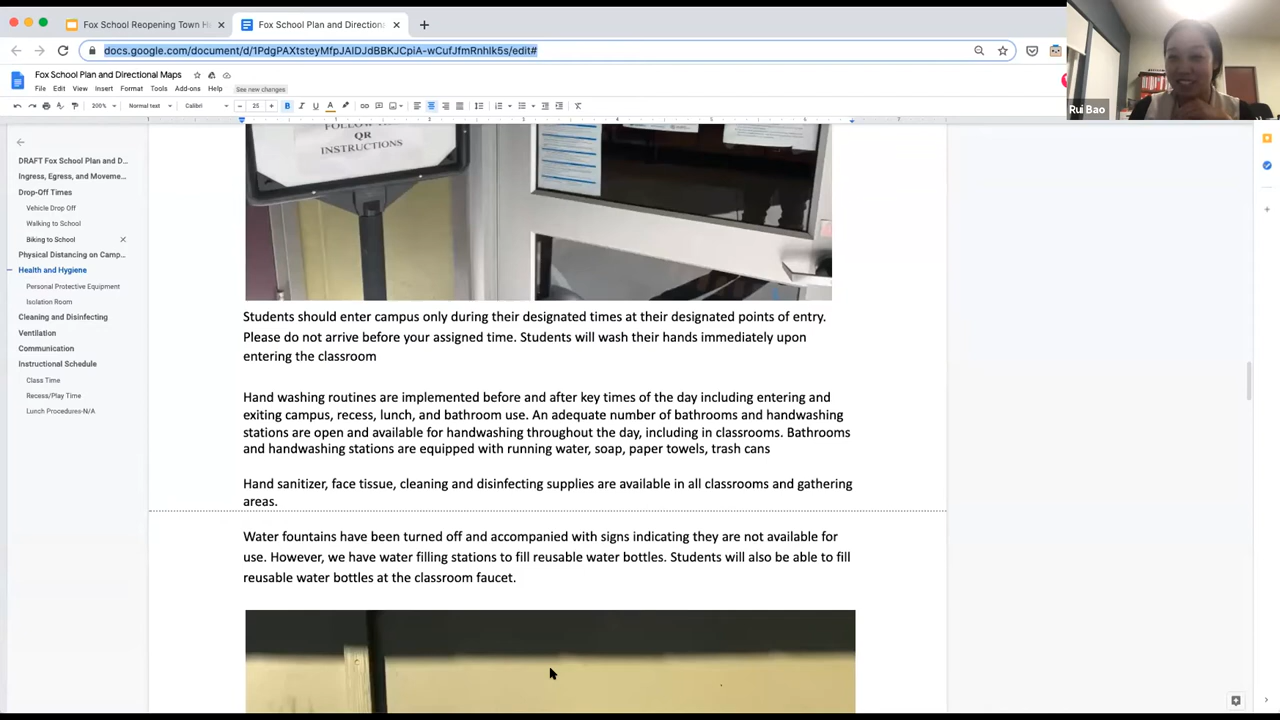 Fox School Reopening Town H
Fox School Plan and Direction
docs.google.com/document/d/1PdgPAXtsteyMfpJAlDJdBBKJCpiA-wCufJfmRnhlk5s/edit#
Rui Bao
Fox School Plan and Directional Maps
File Edit View Insert Format Tools Add-ons Help See new changes
200% Normal text Calibri 25
FOLLOW
QR
INSTRUCTIONS
DRAFT Fox School Plan and D...
Ingress, Egress, and Moveme...
Drop-Off Times
Vehicle Drop Off
Walking to School
Biking to School
Physical Distancing on Camp...
Health and Hygiene
Personal Protective Equipment
Isolation Room
Cleaning and Disinfecting
Ventilation
Communication
Instructional Schedule
Class Time
Recess/Play Time
Lunch Procedures-N/A
Students should enter campus only during their designated times at their designated points of entry.
Please do not arrive before your assigned time. Students will wash their hands immediately upon
entering the classroom
Hand washing routines are implemented before and after key times of the day including entering and
exiting campus, recess, lunch, and bathroom use. An adequate number of bathrooms and handwashing
stations are open and available for handwashing throughout the day, including in classrooms. Bathrooms
and handwashing stations are equipped with running water, soap, paper towels, trash cans
Hand sanitizer, face tissue, cleaning and disinfecting supplies are available in all classrooms and gathering
areas.
Water fountains have been turned off and accompanied with signs indicating they are not available for
use. However, we have water filling stations to fill reusable water bottles. Students will also be able to fill
reusable water bottles at the classroom faucet.